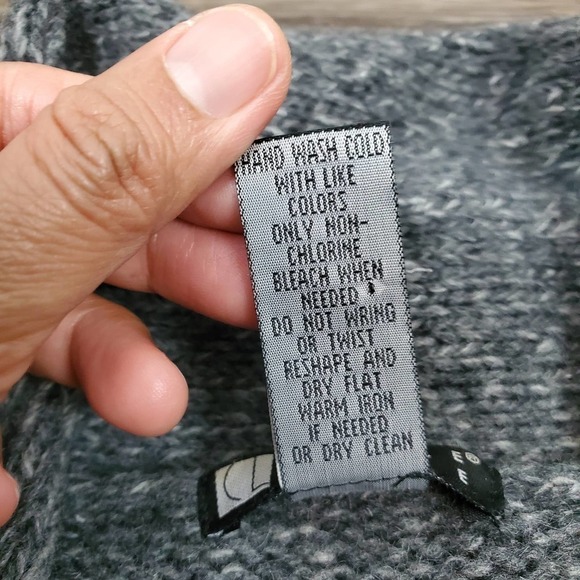 HAND WASH COLD
WITH LIKE
COLORS
ONLY NON-
CHLORINE
BLEACH WHEN
NEEDED
DO NOT WRING
OR TWIST
RESHAPE AND
DRY FLAT
WARM IRON
IF NEEDED
OR DRY CLEAN